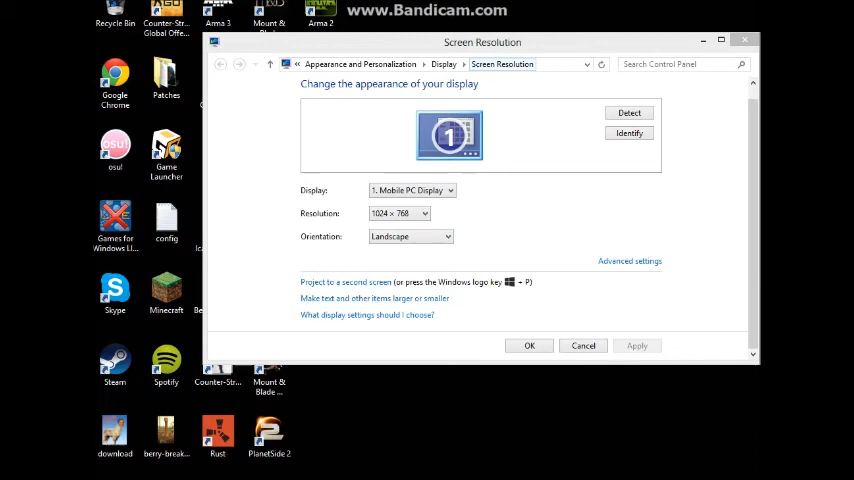 www.Bandicam.com
Recycle Bin
Counter-Str...
Global Offe...
Arma 3
Mount &
Arma 2
Screen Resolution
« Appearance and Personalization Display Screen Resolution
Search Control Panel
Change the appearance of your display
1
Detect
Identify
Display: 1. Mobile PC Display
Resolution: 1024 × 768
Orientation: Landscape
Advanced settings
Project to a second screen (or press the Windows logo key + P)
Make text and other items larger or smaller
What display settings should I choose?
OK
Cancel
Apply
Google
Chrome
Patches
OSU!
osu!
Game
Launcher
Games for
Windows LI...
config
Skype
Minecraft
Steam
Spotify
Counter-Str...
Mount &
Blade ...
download
berry-break...
Rust
PlanetSide 2